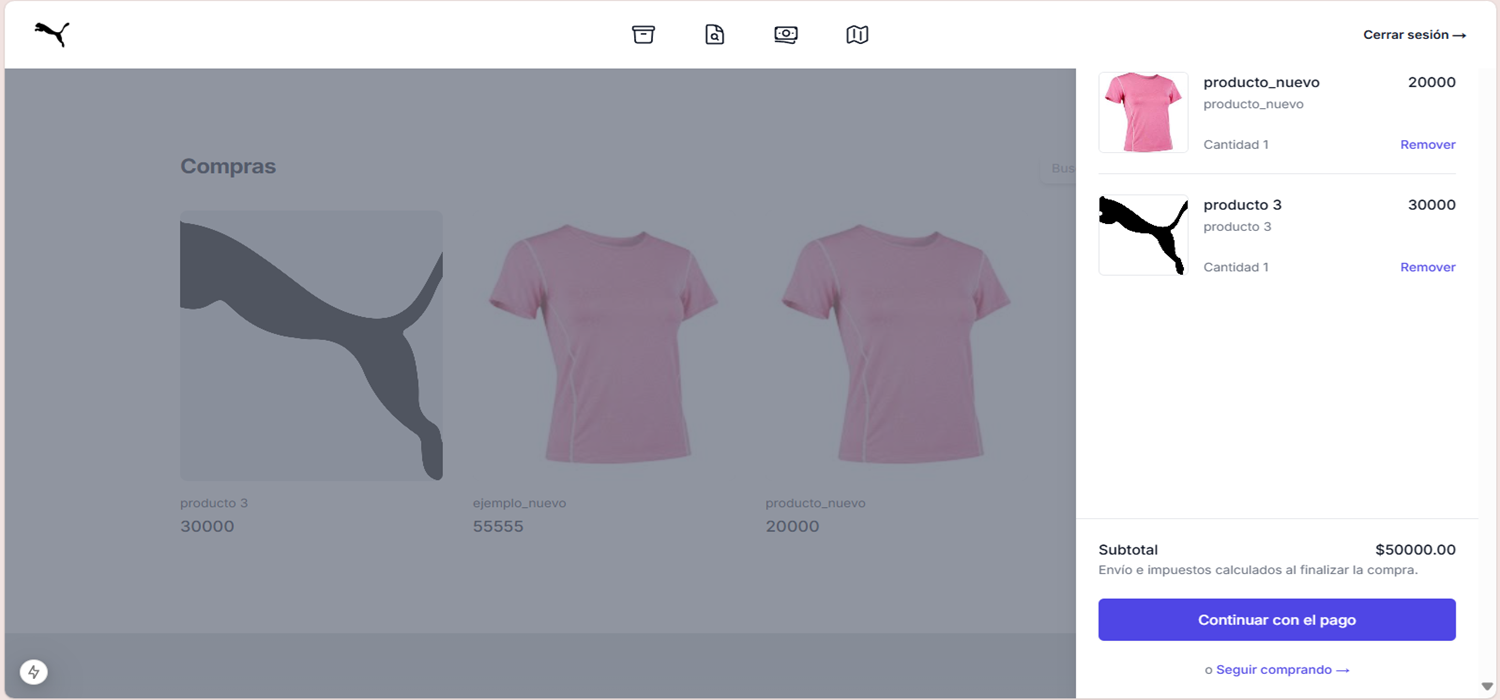 Cerrar sesión →
Compras
Bus
producto 3
30000
ejemplo_nuevo
55555
producto_nuevo
20000
producto_nuevo
20000
producto_nuevo
Cantidad 1
Remover
producto 3
30000
producto 3
Cantidad 1
Remover
Subtotal
$50000.00
Envío e impuestos calculados al finalizar la compra.
Continuar con el pago
o Seguir comprando →